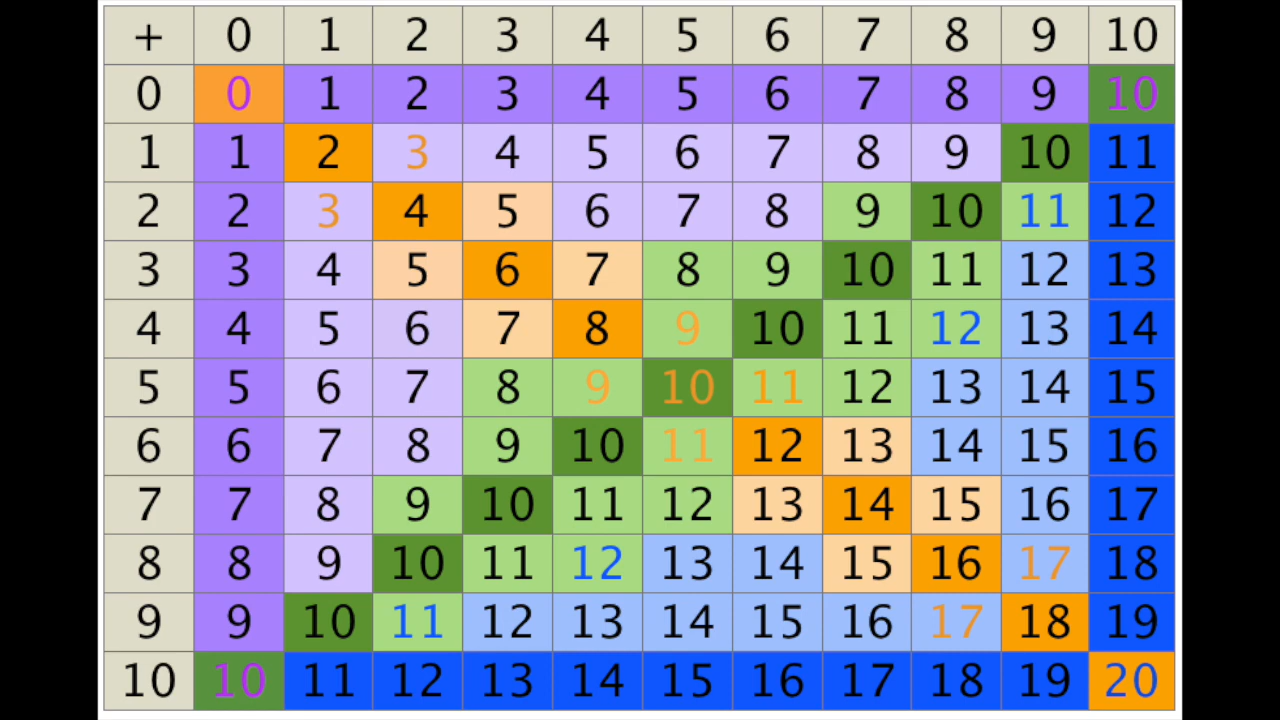 + 0 1 2 3 4 5 6 7 8 9 10
0 0 1 2 3 4 5 6 7 8 9 10
1 1 2 3 4 5 6 7 8 9 10 11
2 2 3 4 5 6 7 8 9 10 11 12
3 3 4 5 6 7 8 9 10 11 12 13
4 4 5 6 7 8 9 10 11 12 13 14
5 5 6 7 8 9 10 11 12 13 14 15
6 6 7 8 9 10 11 12 13 14 15 16
7 7 8 9 10 11 12 13 14 15 16 17
8 8 9 10 11 12 13 14 15 16 17 18
9 9 10 11 12 13 14 15 16 17 18 19
10 10 11 12 13 14 15 16 17 18 19 20